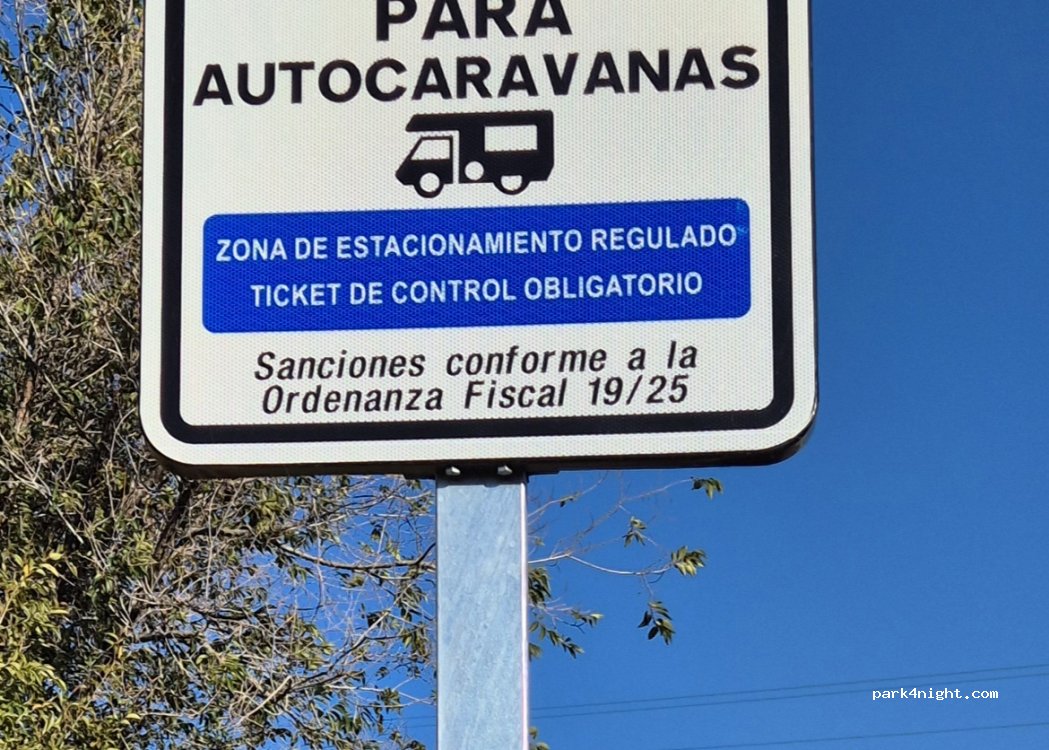 PARA
AUTOCARAVANAS
ZONA DE ESTACIONAMIENTO REGULADO
TICKET DE CONTROL OBLIGATORIO
Sanciones conforme a la
Ordenanza Fiscal 19/25
park4night.com